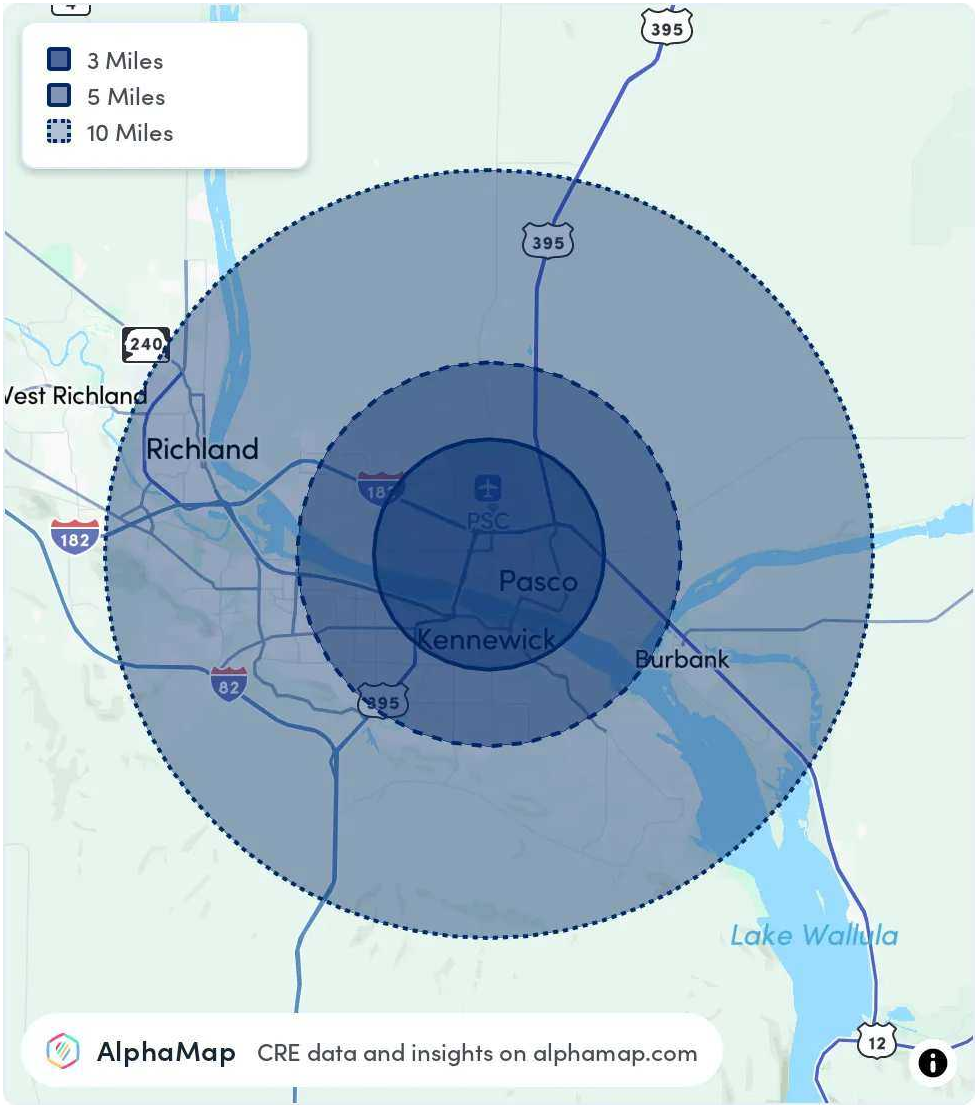 4
395
3 Miles
5 Miles
10 Miles
395
240
West Richland
Richland
182
PSC
182
Pasco
Kennewick
Burbank
82
395
Lake Wallula
AlphaMap CRE data and insights on alphamap.com
12